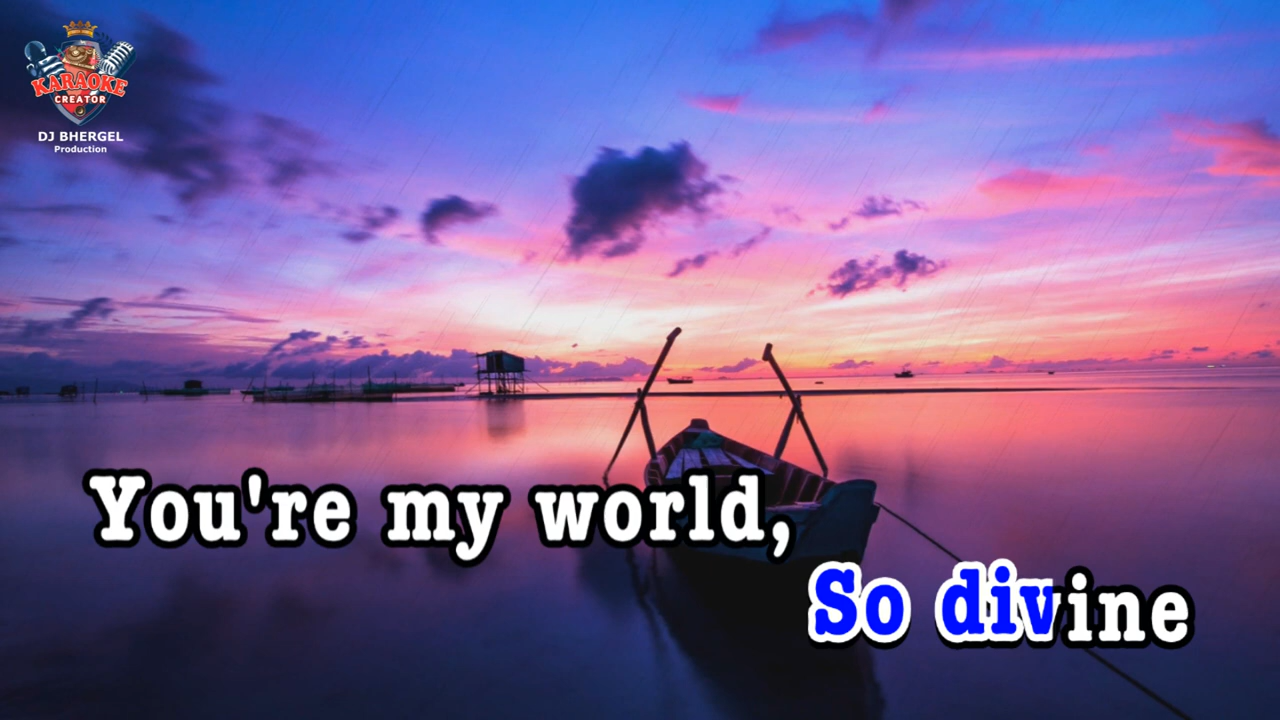 KARAOKE
CREATOR
DJ BHERGEL
Production
You're my world,
So divine